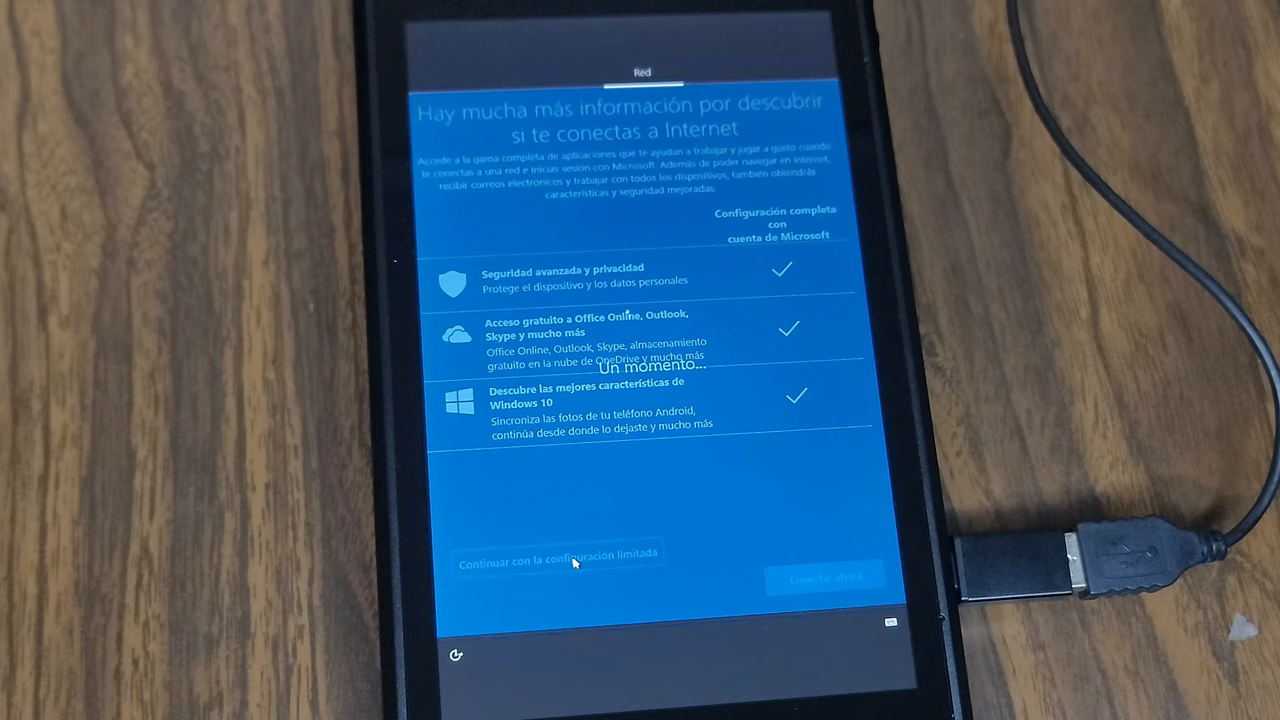 Red
Hay mucha más información por descubrir
si te conectas a Internet
Accede a la gama completa de aplicaciones que te ayudan a trabajar y jugar a gusto cuando
te conectas a una red e inicias sesión con Microsoft. Además de poder navegar en Internet,
recibir correos electrónicos y trabajar con todos los dispositivos, también obtendrás
características y seguridad mejoradas.
Configuración completa
con
cuenta de Microsoft
Seguridad avanzada y privacidad
Protege el dispositivo y los datos personales
Acceso gratuito a Office Online, Outlook,
Skype y mucho más
Office Online, Outlook, Skype, almacenamiento
gratuito en la nube de OneDrive y mucho más
Un momento...
Descubre las mejores características de
Windows 10
Sincroniza las fotos de tu teléfono Android,
continúa desde donde lo dejaste y mucho más
Continuar con la configuración limitada
Conectar ahora